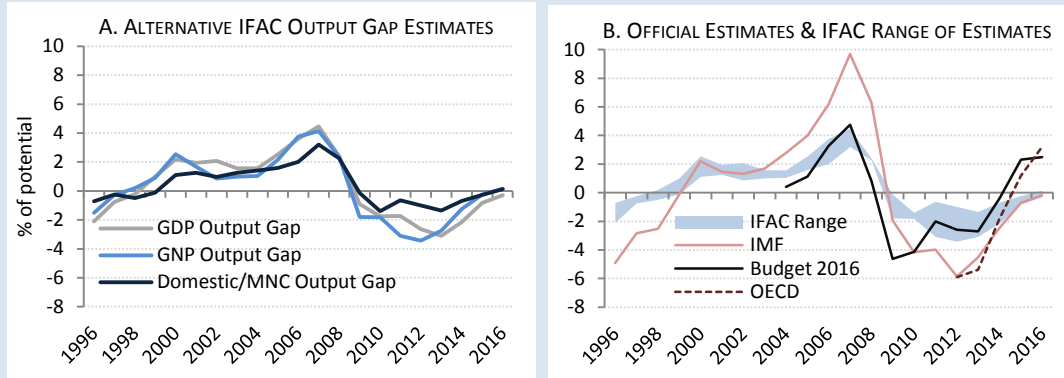 A. ALTERNATIVE IFAC OUTPUT GAP ESTIMATES
% of potential
10
8
6
4
2
0
-2
-4
-6
-8
GDP Output Gap
GNP Output Gap
Domestic/MNC Output Gap
1996 1998 2000 2002 2004 2006 2008 2010 2012 2014 2016
B. OFFICIAL ESTIMATES & IFAC RANGE OF ESTIMATES
10
8
6
4
2
0
-2
-4
-6
-8
IFAC Range
IMF
Budget 2016
OECD
1996 1998 2000 2002 2004 2006 2008 2010 2012 2014 2016